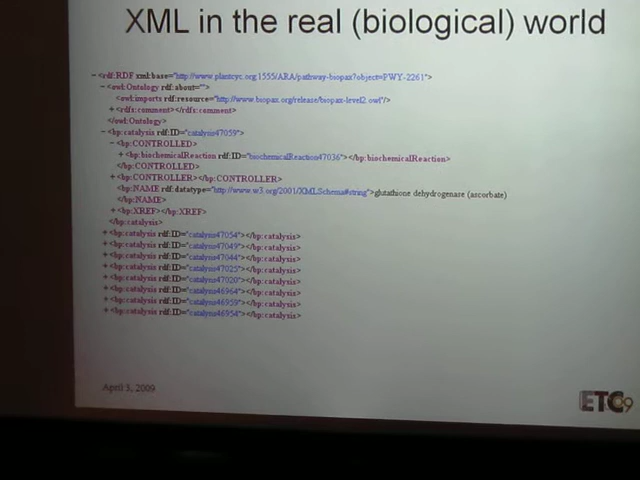 XML in the real (biological) world
− <rdf:RDF xml:base="http://www.plantcyc.org:1555/ARA/pathway-biopax?object=PWY-2261">
− <owl:Ontology rdf:about="">
<owl:imports rdf:resource="http://www.biopax.org/release/biopax-level2.owl"/>
+ <rdfs:comment></rdfs:comment>
</owl:Ontology>
− <bp:catalysis rdf:ID="catalysis47059">
− <bp:CONTROLLED>
+ <bp:biochemicalReaction rdf:ID="biochemicalReaction47036"></bp:biochemicalReaction>
</bp:CONTROLLED>
+ <bp:CONTROLLER></bp:CONTROLLER>
<bp:NAME rdf:datatype="http://www.w3.org/2001/XMLSchema#string">glutathione dehydrogenase (ascorbate)
</bp:NAME>
+ <bp:XREF></bp:XREF>
</bp:catalysis>
+ <bp:catalysis rdf:ID="catalysis47054"></bp:catalysis>
+ <bp:catalysis rdf:ID="catalysis47049"></bp:catalysis>
+ <bp:catalysis rdf:ID="catalysis47044"></bp:catalysis>
+ <bp:catalysis rdf:ID="catalysis47025"></bp:catalysis>
+ <bp:catalysis rdf:ID="catalysis47020"></bp:catalysis>
+ <bp:catalysis rdf:ID="catalysis46964"></bp:catalysis>
+ <bp:catalysis rdf:ID="catalysis46959"></bp:catalysis>
+ <bp:catalysis rdf:ID="catalysis46954"></bp:catalysis>
April 3, 2009
ETC09